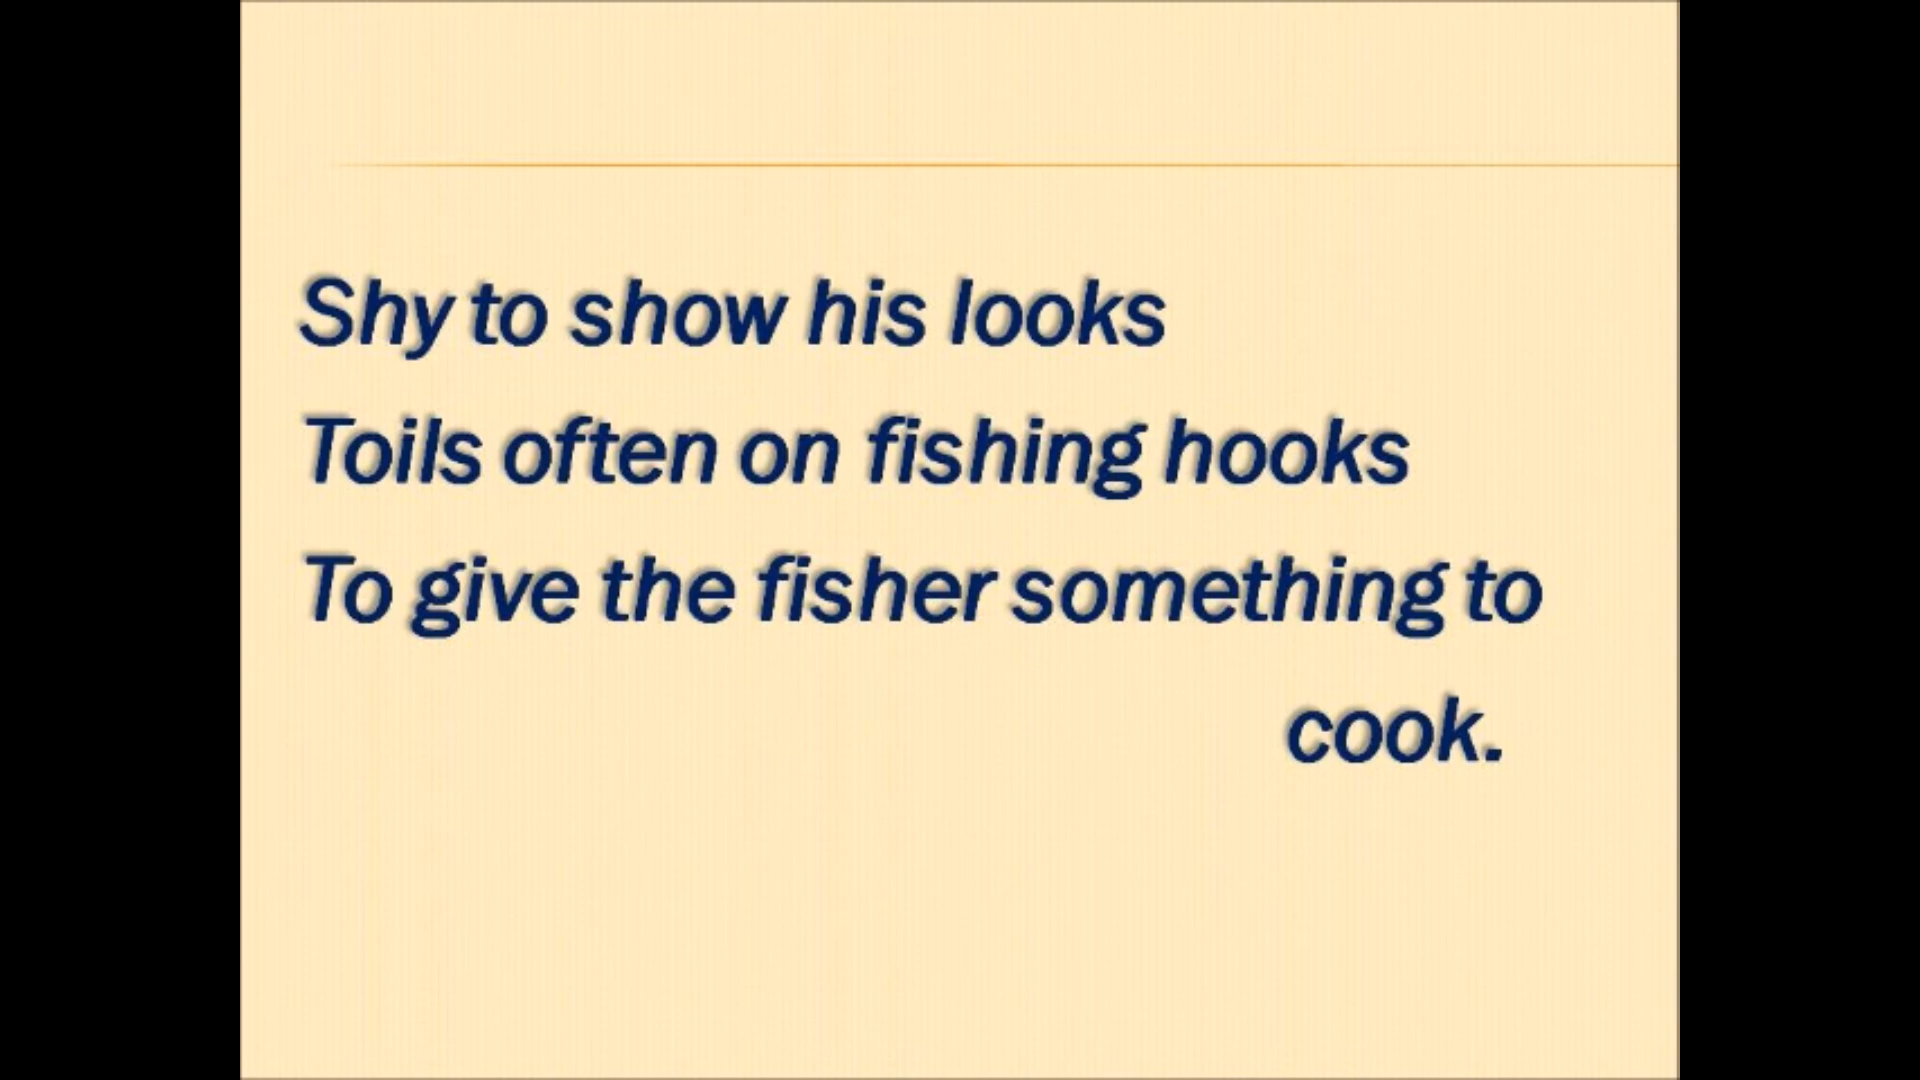 Shy to show his looks
Toils often on fishing hooks
To give the fisher something to
cook.